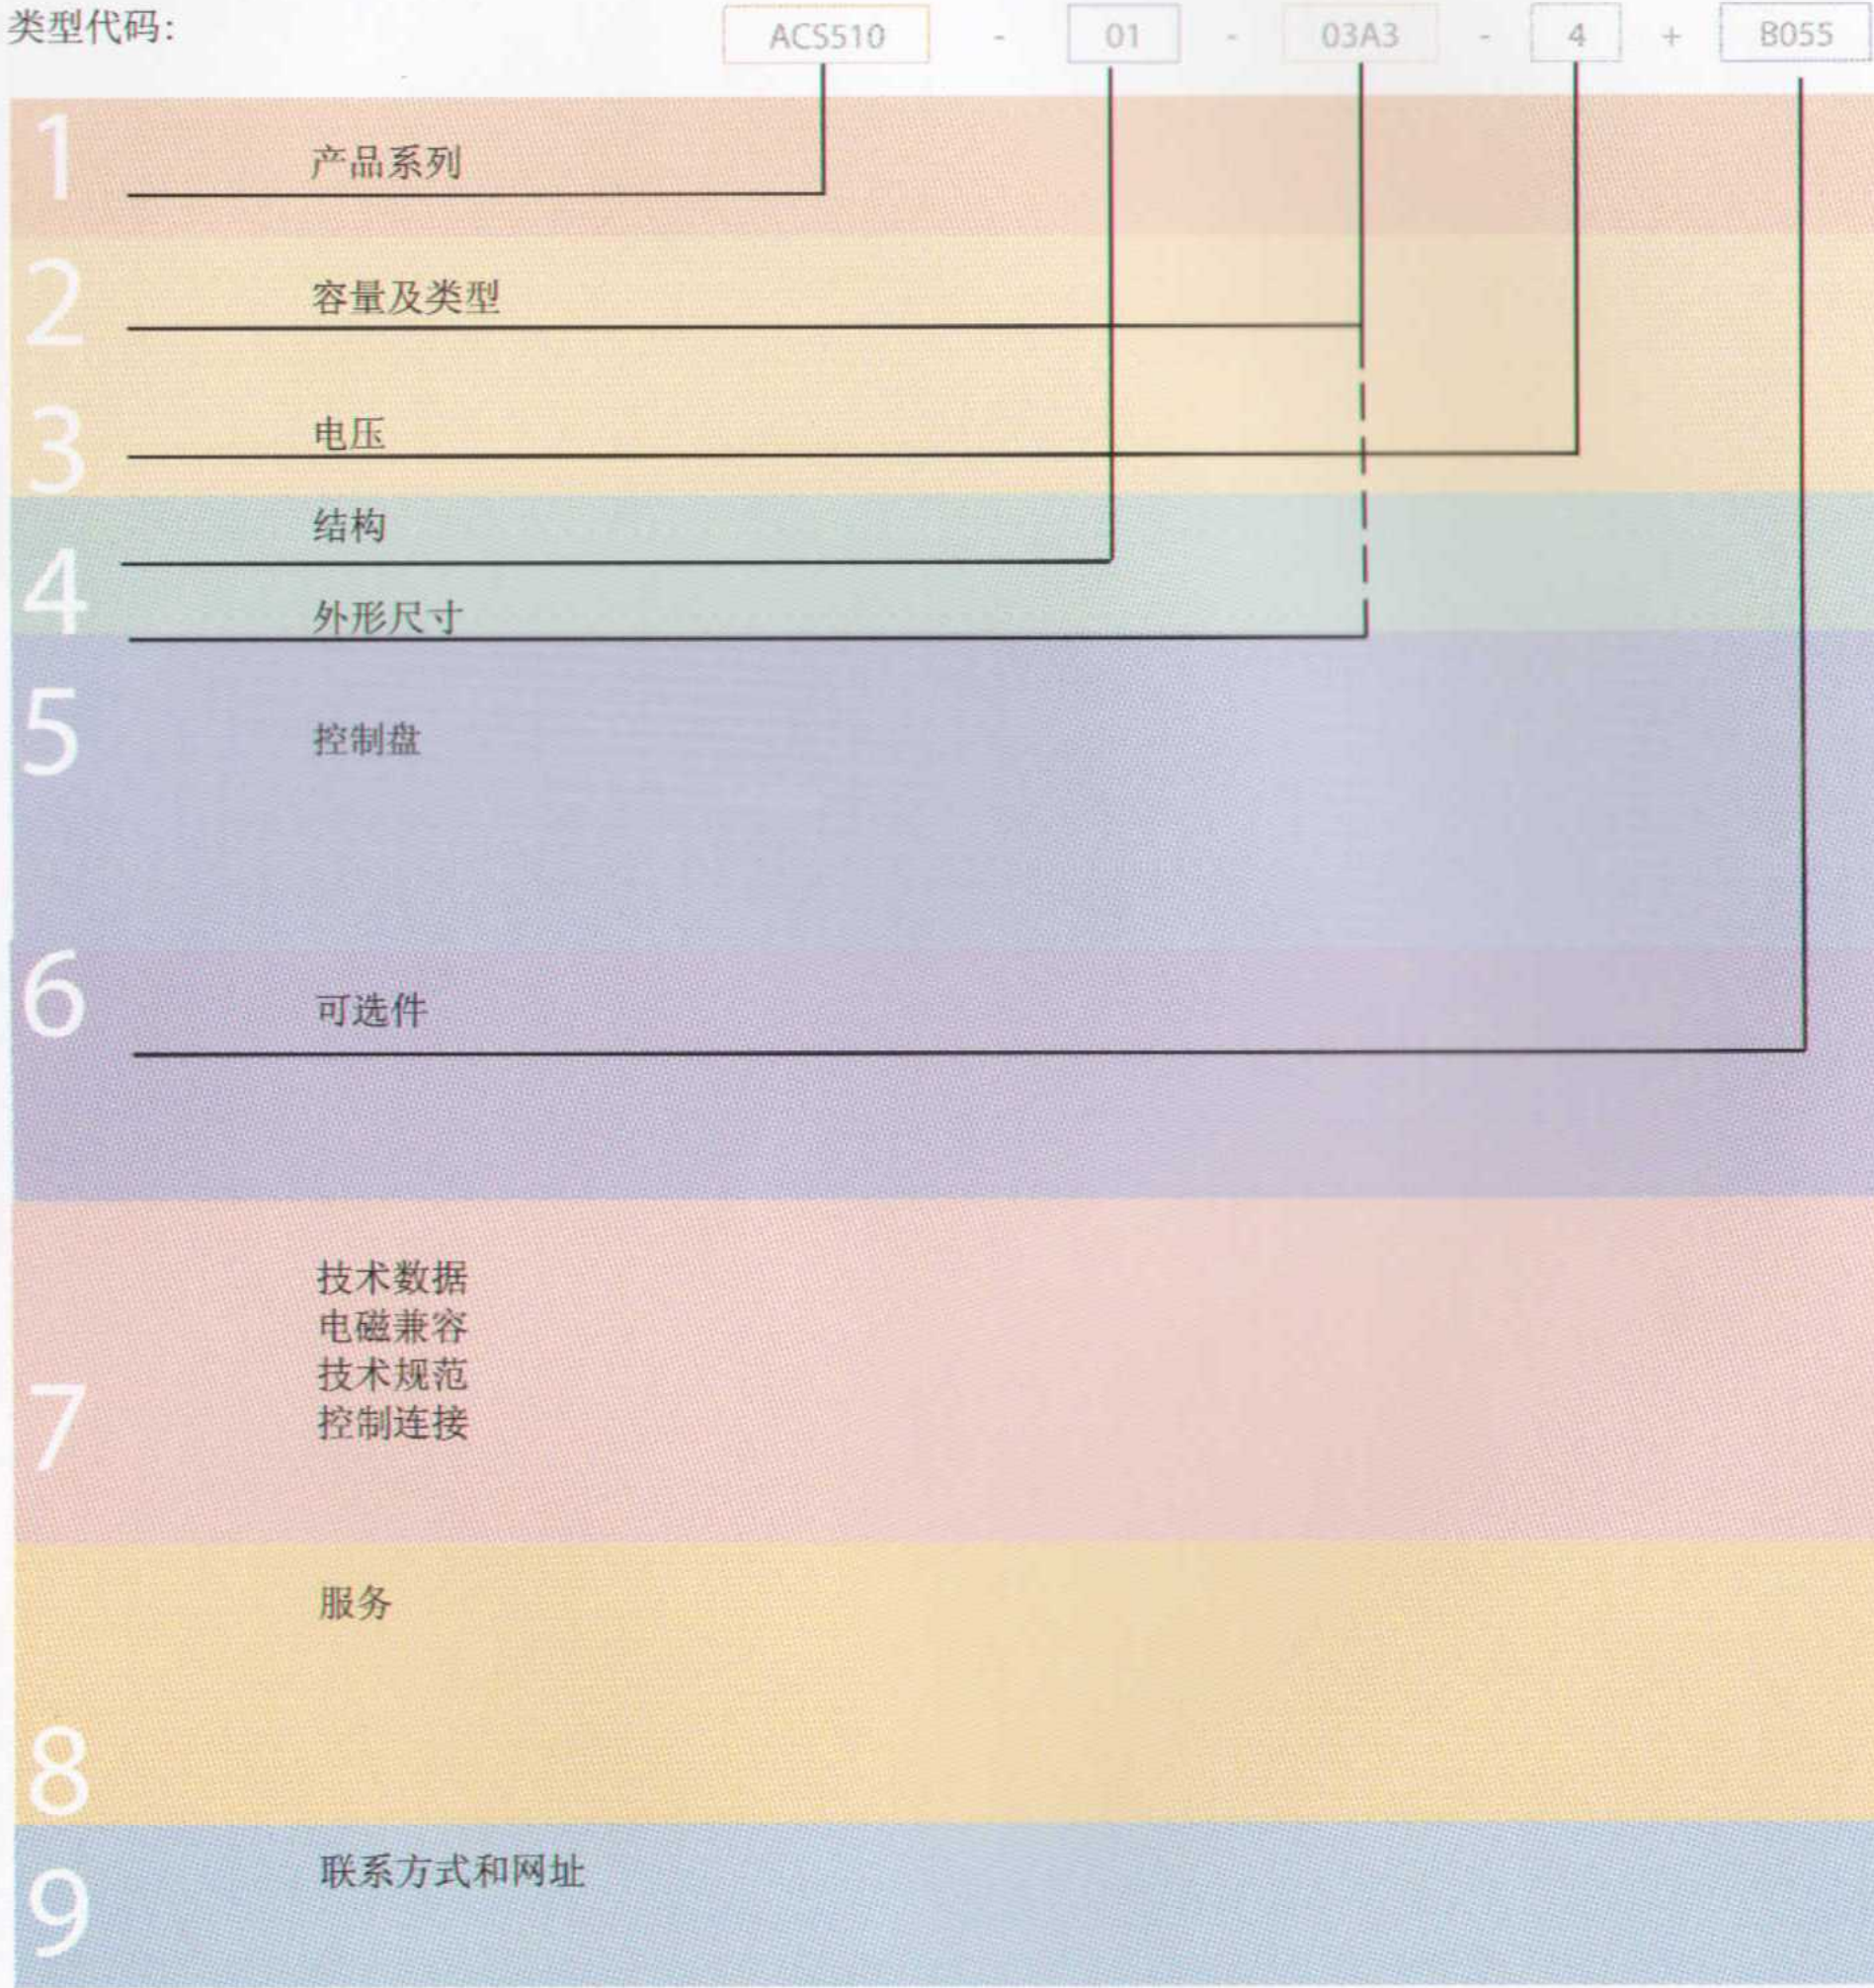 类型代码: ACS510 - 01 - 03A3 - 4 + B055
1 产品系列
2 容量及类型
3 电压
结构
4
外形尺寸
5 控制盘
6 可选件
技术数据
电磁兼容
技术规范
7 控制连接
服务
8
联系方式和网址
9